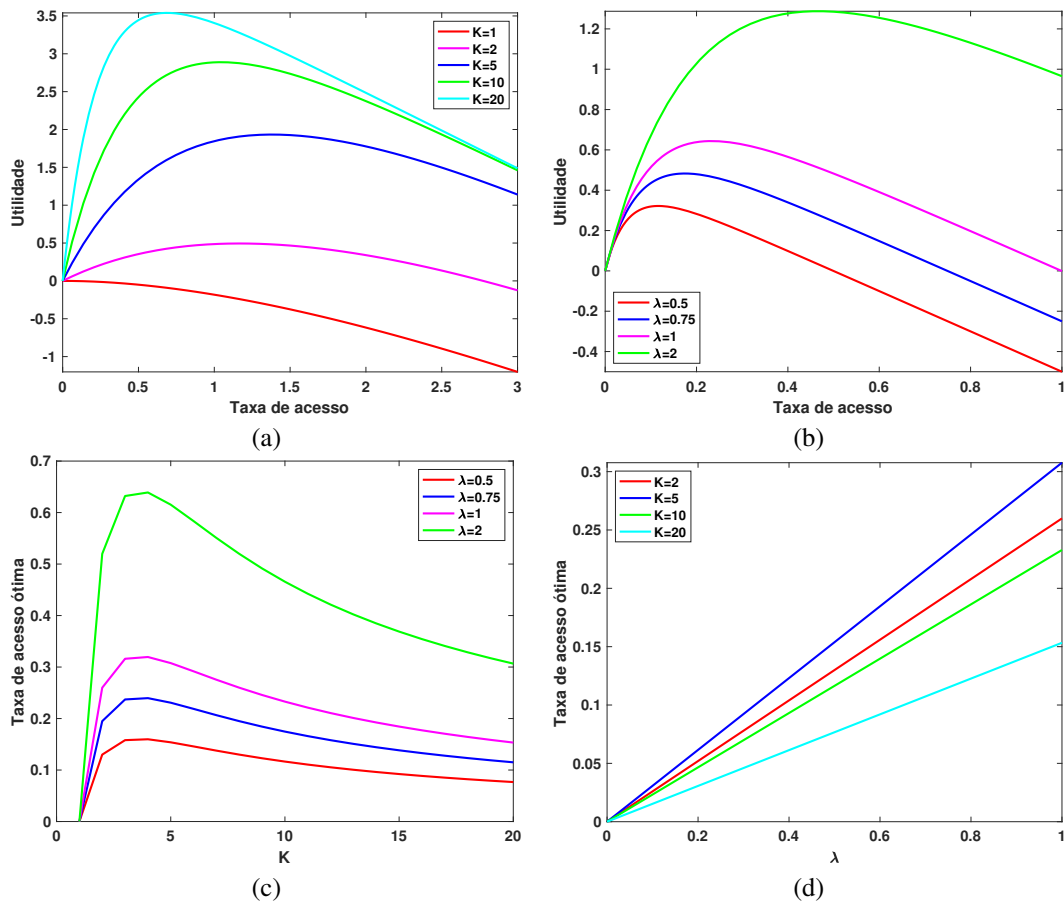 3.5
3
2.5
2
1.5
1
0.5
0
-0.5
-1
Utilidade
0 0.5 1 1.5 2 2.5 3
Taxa de acesso
K=1
K=2
K=5
K=10
K=20
(a)
1.2
1
0.8
0.6
0.4
0.2
0
-0.2
-0.4
Utilidade
0 0.2 0.4 0.6 0.8 1
Taxa de acesso
λ=0.5
λ=0.75
λ=1
λ=2
(b)
0.7
0.6
0.5
0.4
0.3
0.2
0.1
0
Taxa de acesso ótima
0 5 10 15 20
K
λ=0.5
λ=0.75
λ=1
λ=2
(c)
0.3
0.25
0.2
0.15
0.1
0.05
0
Taxa de acesso ótima
0 0.2 0.4 0.6 0.8 1
λ
K=2
K=5
K=10
K=20
(d)